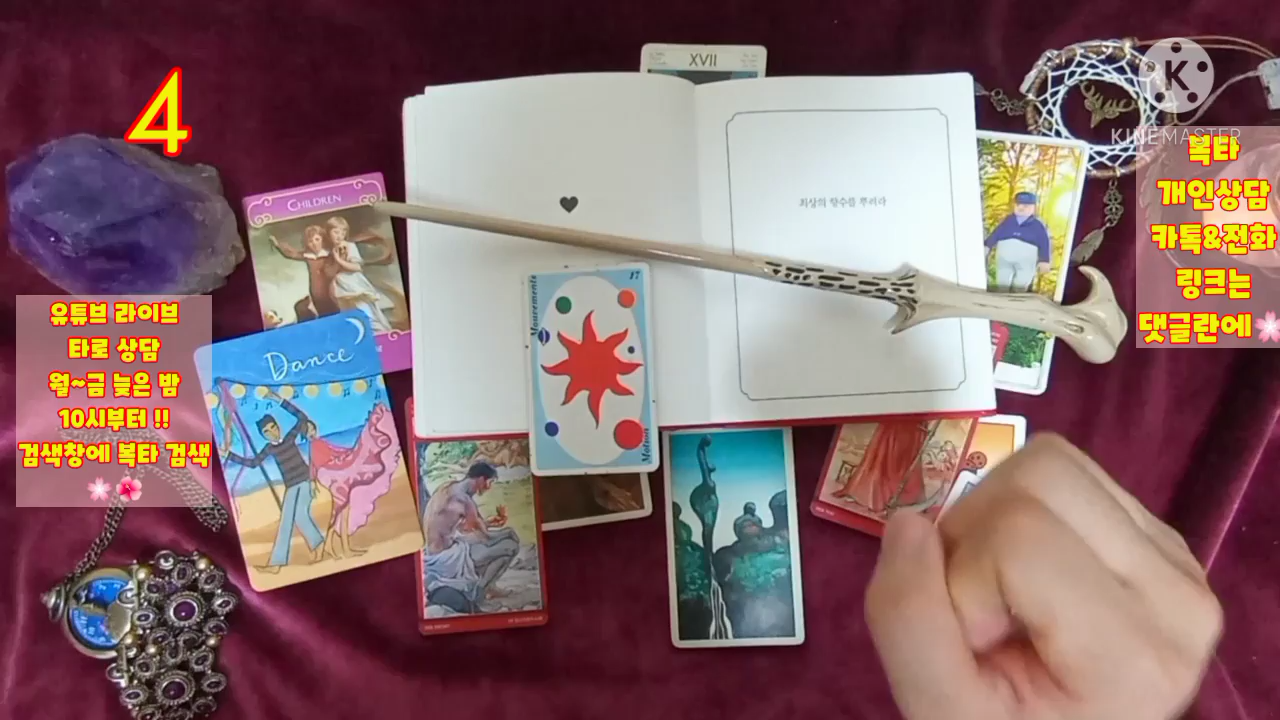 4
XVII
K
KINEMASTER
복타
개인상담
카톡&전화
링크는
댓글란에
CHILDREN
최상의 향수를 뿌려라
17
Mouvements
Motion
Dance
유튜브 라이브
타로 상담
월~금 늦은 밤
10시부터 !!
검색창에 복타 검색